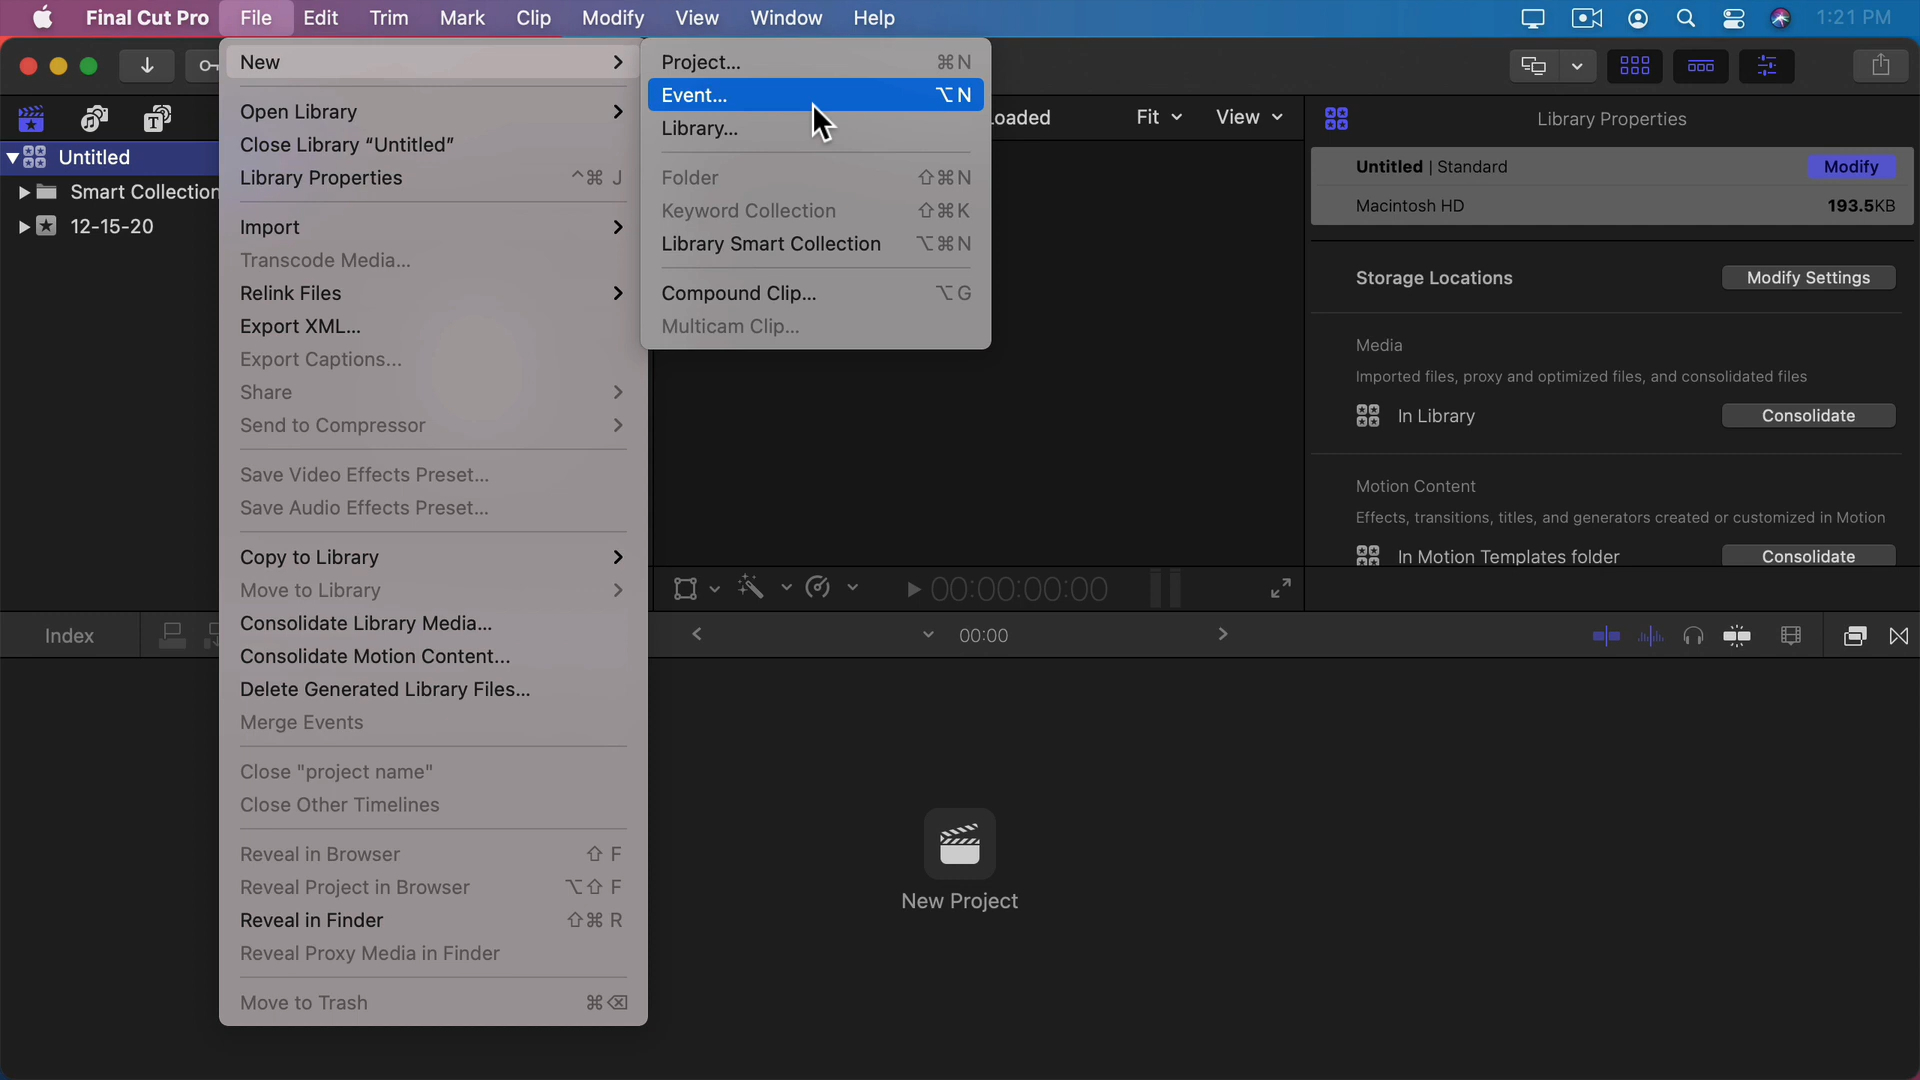 Final Cut Pro File Edit Trim Mark Clip Modify View Window Help 1:21 PM
New
Open Library
Close Library “Untitled”
Library Properties ⌃⌘ J
Import
Transcode Media...
Relink Files
Export XML...
Export Captions...
Share
Send to Compressor
Save Video Effects Preset...
Save Audio Effects Preset...
Copy to Library
Move to Library
Consolidate Library Media...
Consolidate Motion Content...
Delete Generated Library Files...
Merge Events
Close "project name"
Close Other Timelines
Reveal in Browser ⇧ F
Reveal Project in Browser ⌥⇧ F
Reveal in Finder ⇧⌘ R
Reveal Proxy Media in Finder
Move to Trash ⌘⌫
Project... ⌘N
Event... ⌥N
Library...
Folder ⇧⌘N
Keyword Collection ⇧⌘K
Library Smart Collection ⌥⌘N
Compound Clip... ⌥G
Multicam Clip...
Untitled
Smart Collection
12-15-20
oaded Fit View
Library Properties
Untitled | Standard Modify
Macintosh HD 193.5KB
Storage Locations Modify Settings
Media
Imported files, proxy and optimized files, and consolidated files
In Library Consolidate
Motion Content
Effects, transitions, titles, and generators created or customized in Motion
In Motion Templates folder Consolidate
00:00:00:00
Index
00:00
New Project